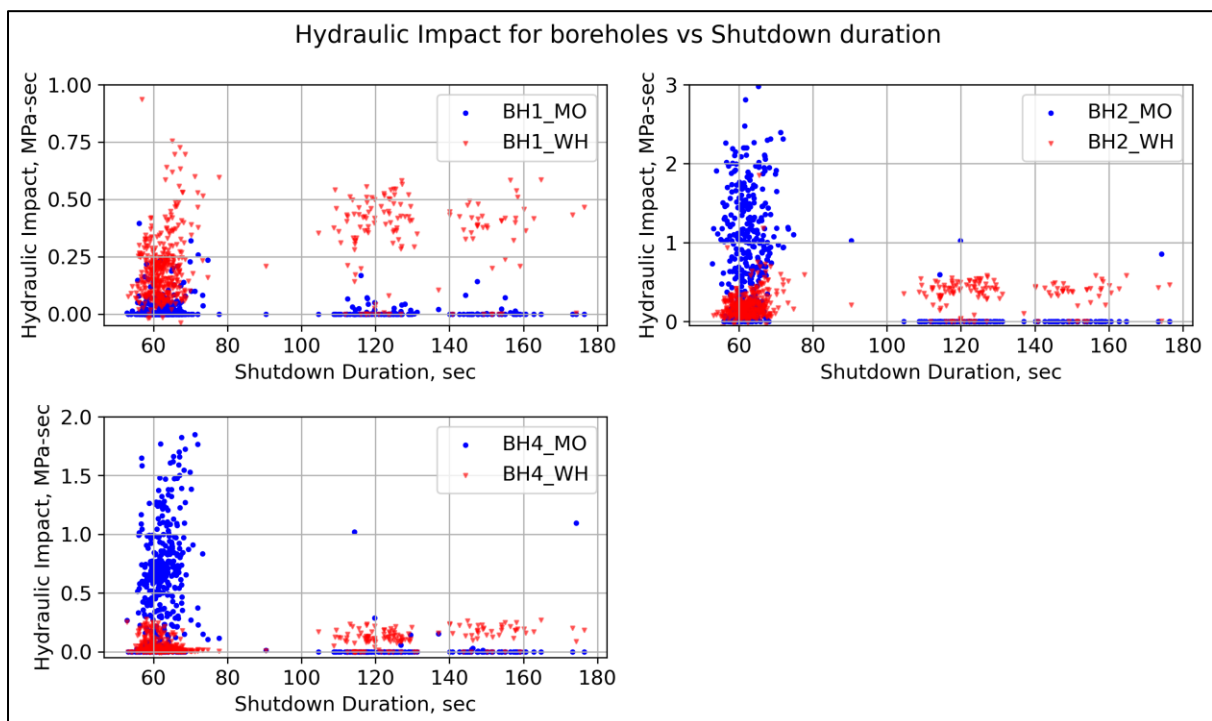 Hydraulic Impact for boreholes vs Shutdown duration
Hydraulic Impact, MPa-sec
1.00
0.75
0.50
0.25
0.00
BH1_MO
BH1_WH
60 80 100 120 140 160 180
Shutdown Duration, sec
Hydraulic Impact, MPa-sec
3
2
1
0
BH2_MO
BH2_WH
60 80 100 120 140 160 180
Shutdown Duration, sec
Hydraulic Impact, MPa-sec
2.0
1.5
1.0
0.5
0.0
BH4_MO
BH4_WH
60 80 100 120 140 160 180
Shutdown Duration, sec